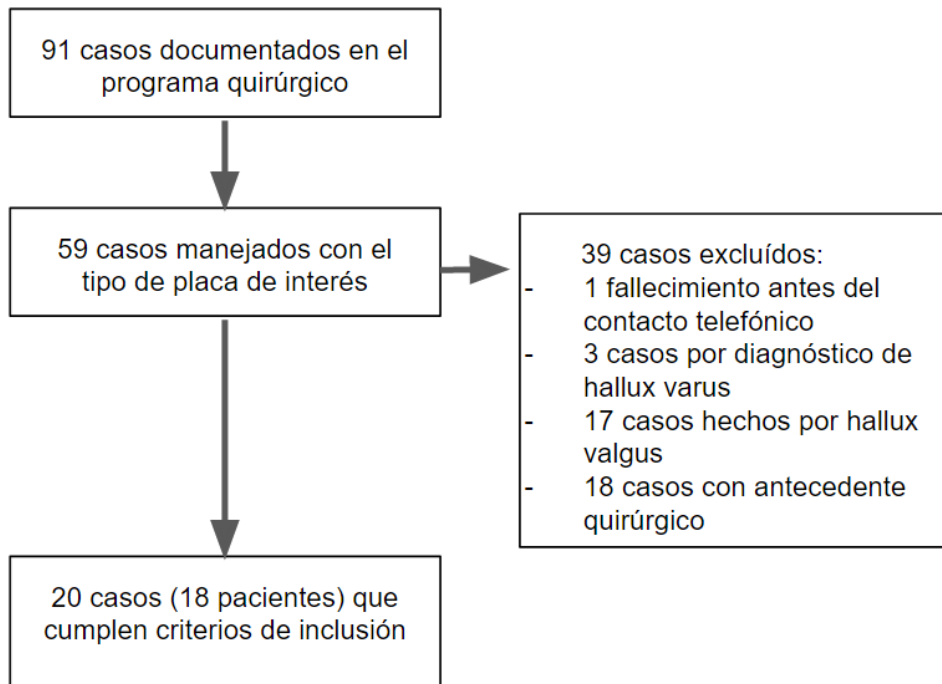 91 casos documentados en el
programa quirúrgico
59 casos manejados con el
tipo de placa de interés
39 casos excluídos:
- 1 fallecimiento antes del
contacto telefónico
- 3 casos por diagnóstico de
hallux varus
- 17 casos hechos por hallux
valgus
- 18 casos con antecedente
quirúrgico
20 casos (18 pacientes) que
cumplen criterios de inclusión